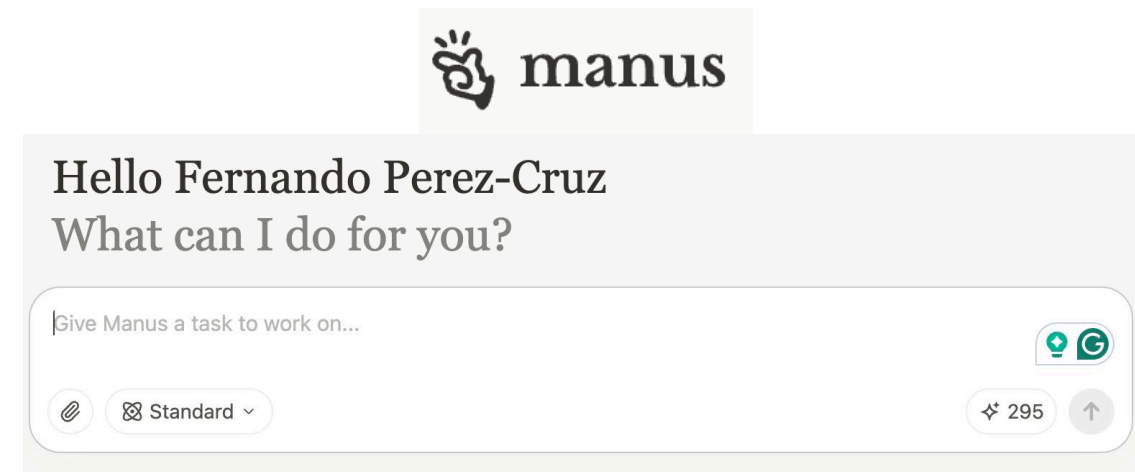 manus
Hello Fernando Perez-Cruz
What can I do for you?
Give Manus a task to work on...
Standard
295